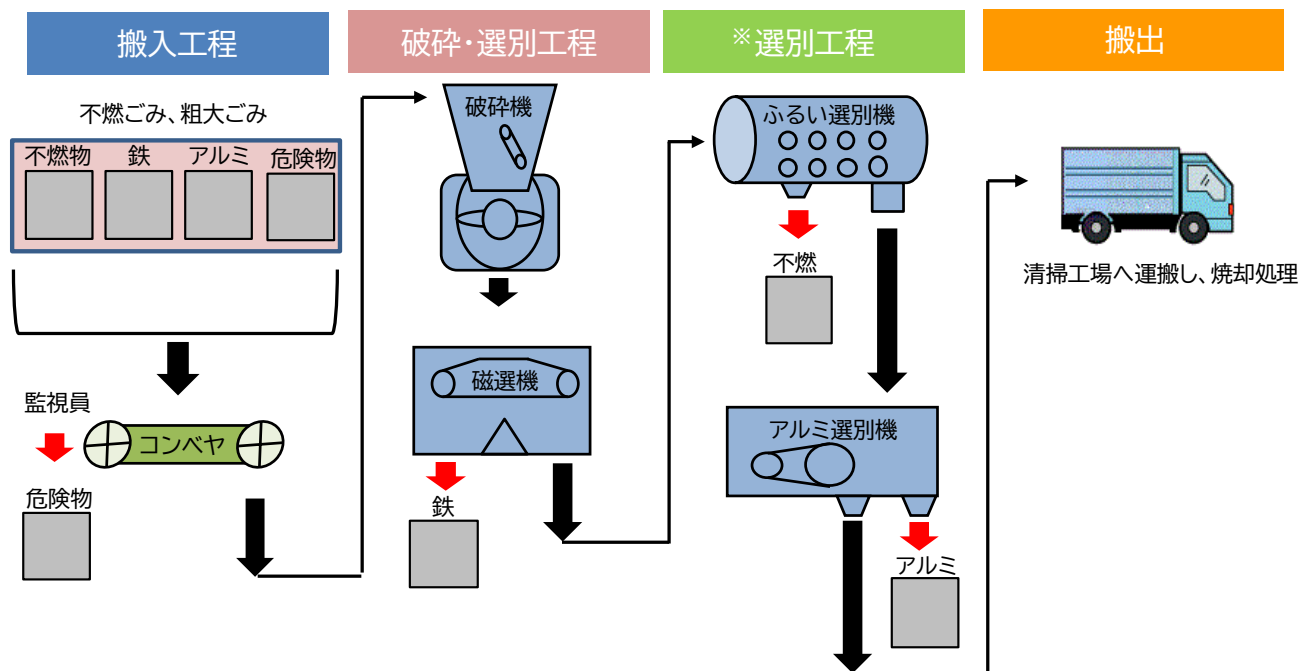 搬入工程
破砕・選別工程
※選別工程
搬出
不燃ごみ、粗大ごみ
不燃物
鉄
アルミ
危険物
監視員
コンベヤ
危険物
破砕機
磁選機
鉄
ふるい選別機
不燃
アルミ選別機
アルミ
清掃工場へ運搬し、焼却処理